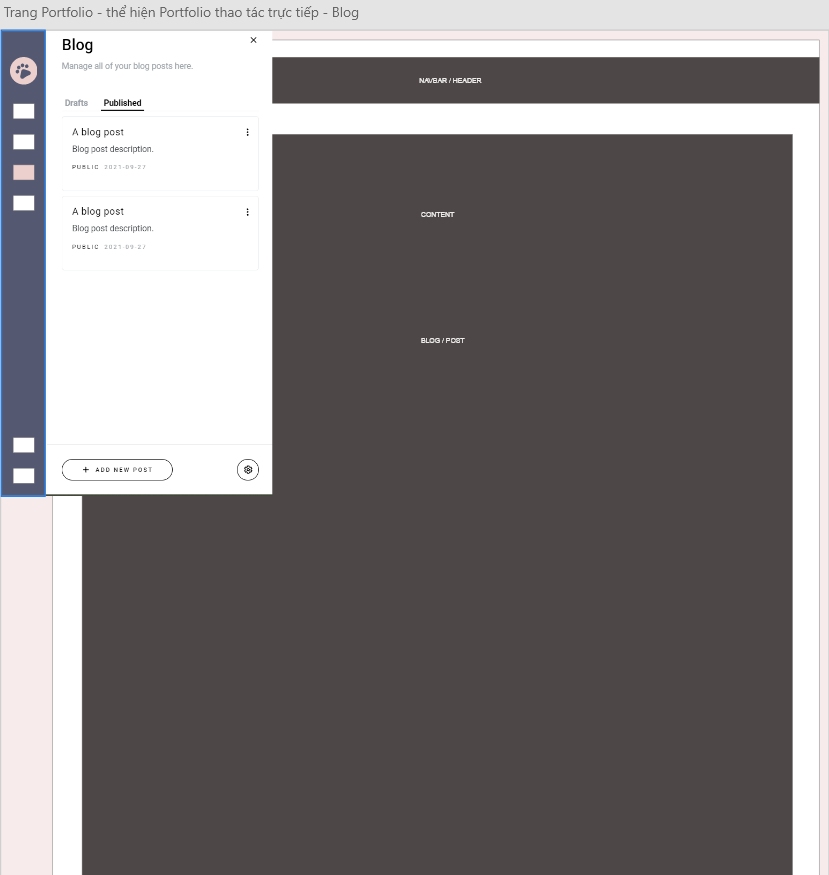 Trang Portfolio - thể hiện Portfolio thao tác trực tiếp - Blog
Blog
Manage all of your blog posts here.
Drafts
Published
A blog post
Blog post description.
PUBLIC 2021-09-27
A blog post
Blog post description.
PUBLIC 2021-09-27
+ ADD NEW POST
NAVBAR / HEADER
CONTENT
BLOG / POST